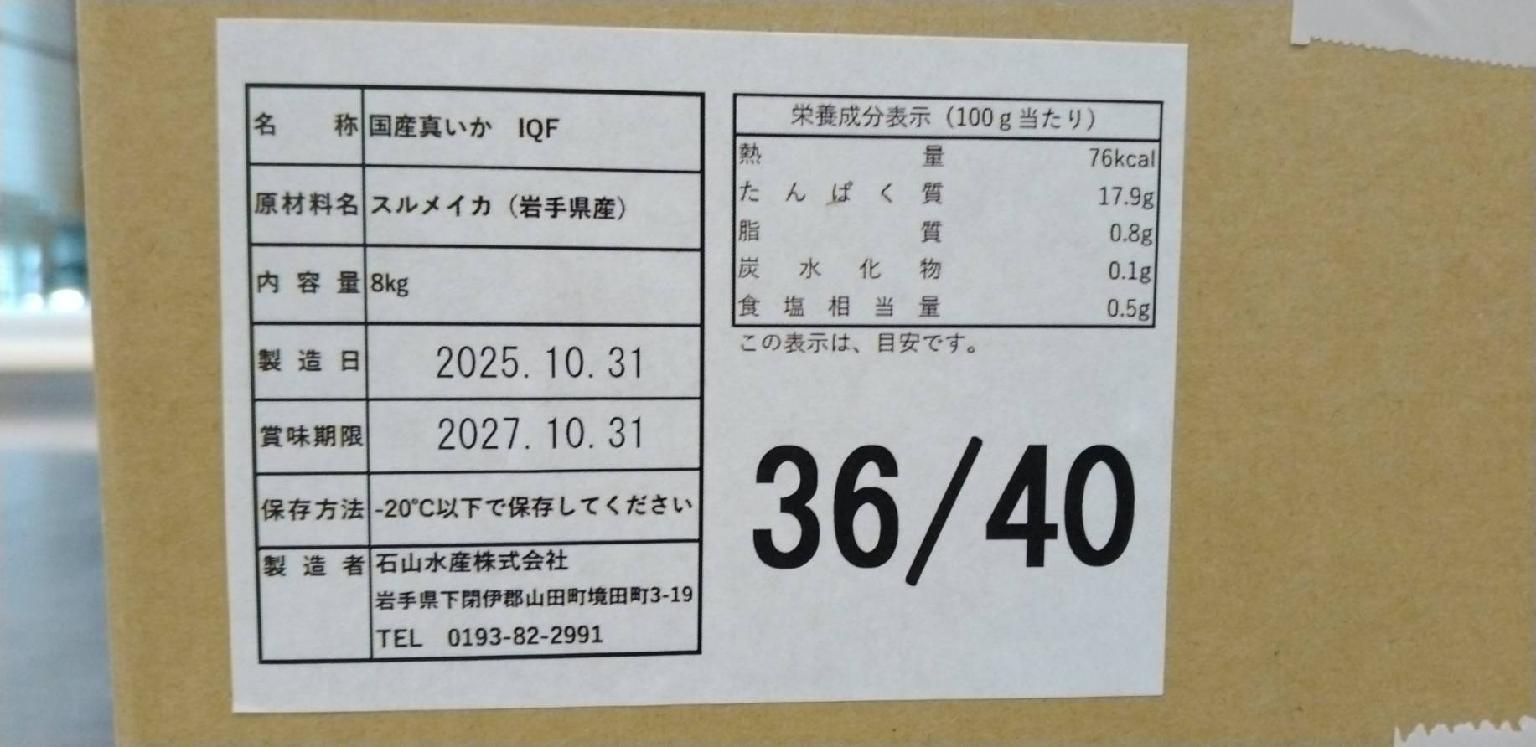 名称 国産真いか IQF
原材料名 スルメイカ（岩手県産）
内容量 8kg
製造日 2025.10.31
賞味期限 2027.10.31
保存方法 -20℃以下で保存してください
製造者 石山水産株式会社
岩手県下閉伊郡山田町境田町3-19
TEL 0193-82-2991
栄養成分表示（100g当たり）
熱量 76kcal
たんぱく質 17.9g
脂質 0.8g
炭水化物 0.1g
食塩相当量 0.5g
この表示は、目安です。
36/40